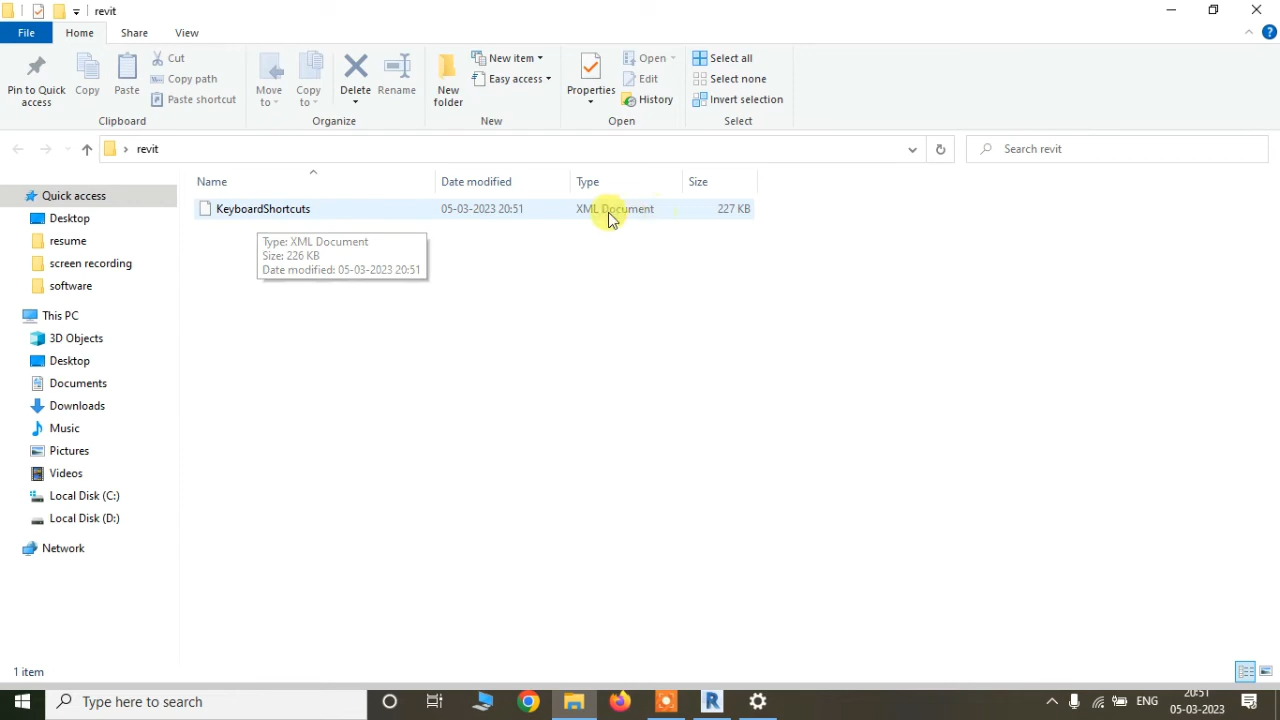 revit
File Home Share View
Pin to Quick access
Copy
Paste
Cut
Copy path
Paste shortcut
Clipboard
Move to
Copy to
Delete
Rename
Organize
New folder
New item
Easy access
New
Properties
Open
Edit
History
Open
Select all
Select none
Invert selection
Select
revit
Search revit
Name Date modified Type Size
KeyboardShortcuts 05-03-2023 20:51 XML Document 227 KB
Type: XML Document
Size: 226 KB
Date modified: 05-03-2023 20:51
Quick access
Desktop
resume
screen recording
software
This PC
3D Objects
Desktop
Documents
Downloads
Music
Pictures
Videos
Local Disk (C:)
Local Disk (D:)
Network
1 item
Type here to search
ENG
20:51
05-03-2023